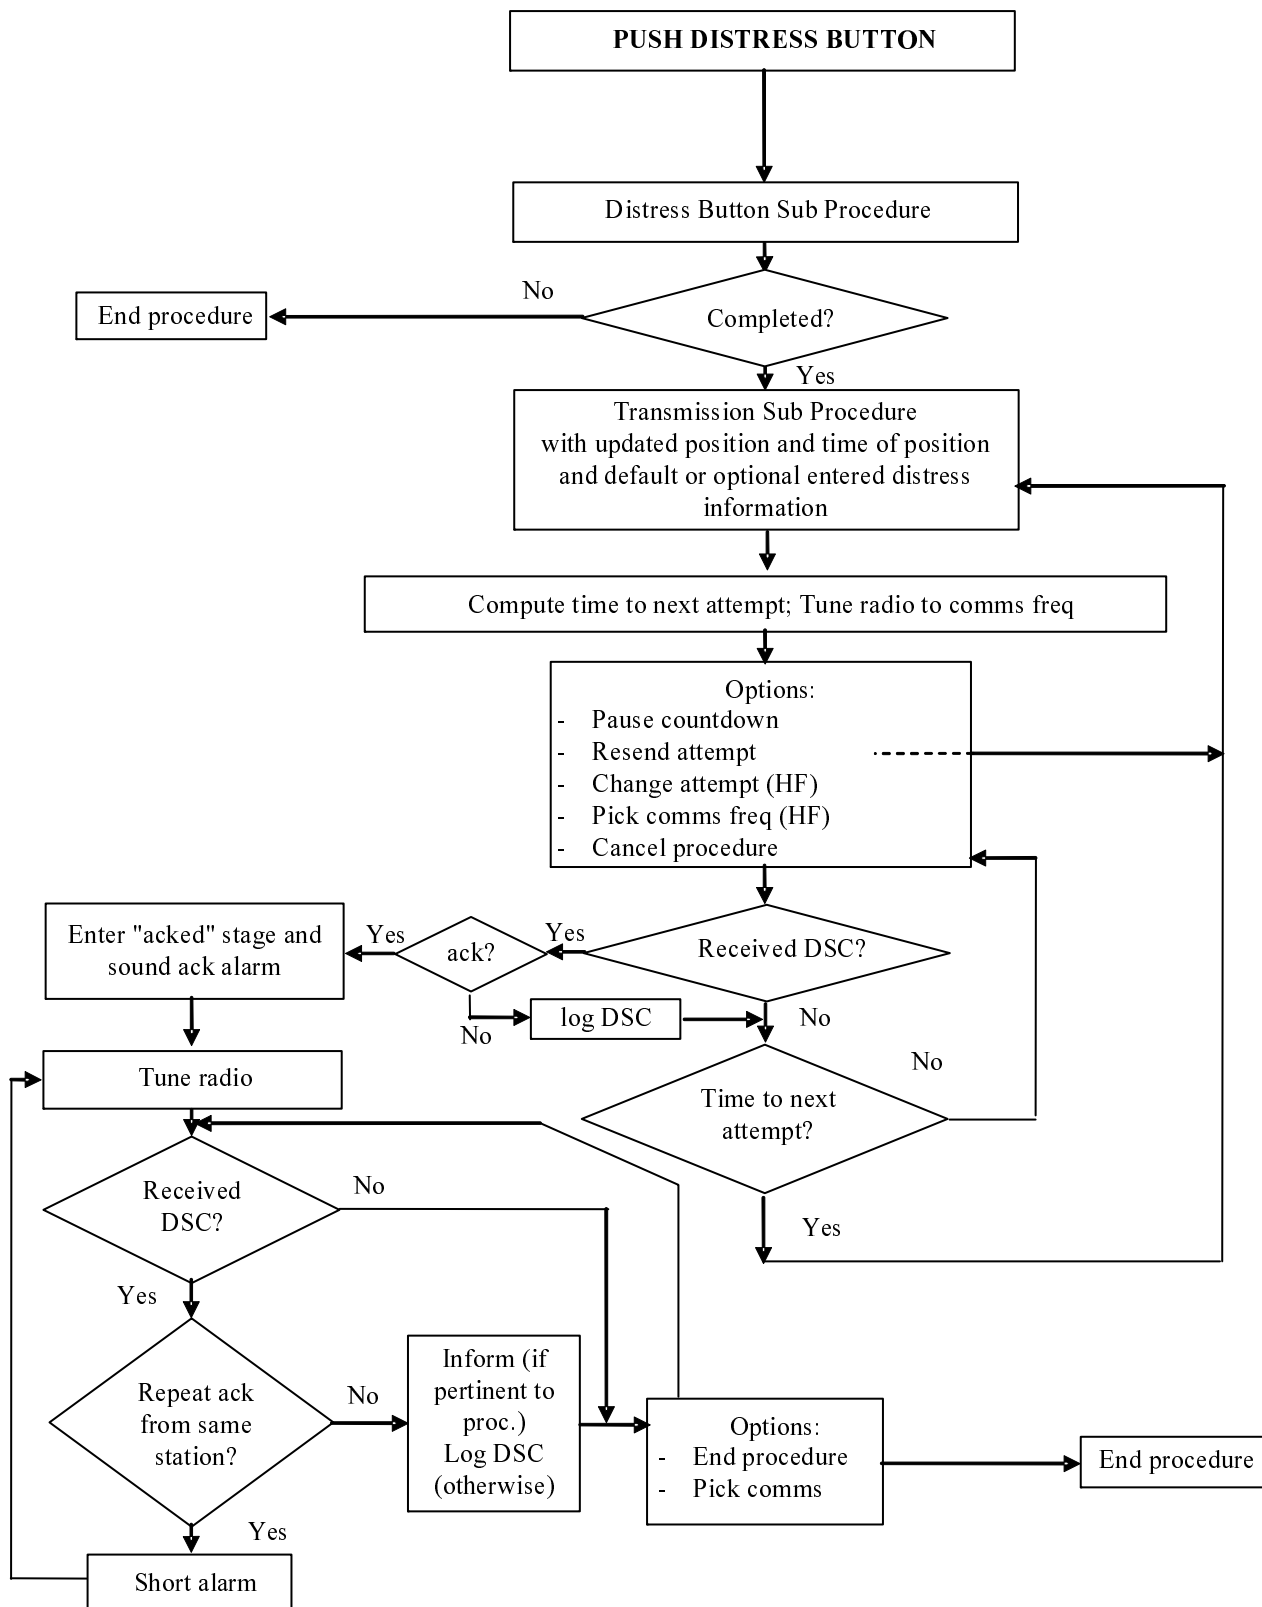 PUSH DISTRESS BUTTON
Distress Button Sub Procedure
No
End procedure
Completed?
Yes
Transmission Sub Procedure
with updated position and time of position
and default or optional entered distress
information
Compute time to next attempt; Tune radio to comms freq
Options:
- Pause countdown
- Resend attempt
- Change attempt (HF)
- Pick comms freq (HF)
- Cancel procedure
Enter "acked" stage and
sound ack alarm
Yes
ack?
Yes
Received DSC?
No
log DSC
No
Tune radio
Time to next
attempt?
No
Yes
Received
DSC?
No
Yes
Repeat ack
from same
station?
No
Inform (if
pertinent to
proc.)
Log DSC
(otherwise)
Options:
- End procedure
- Pick comms
End procedure
Yes
Short alarm